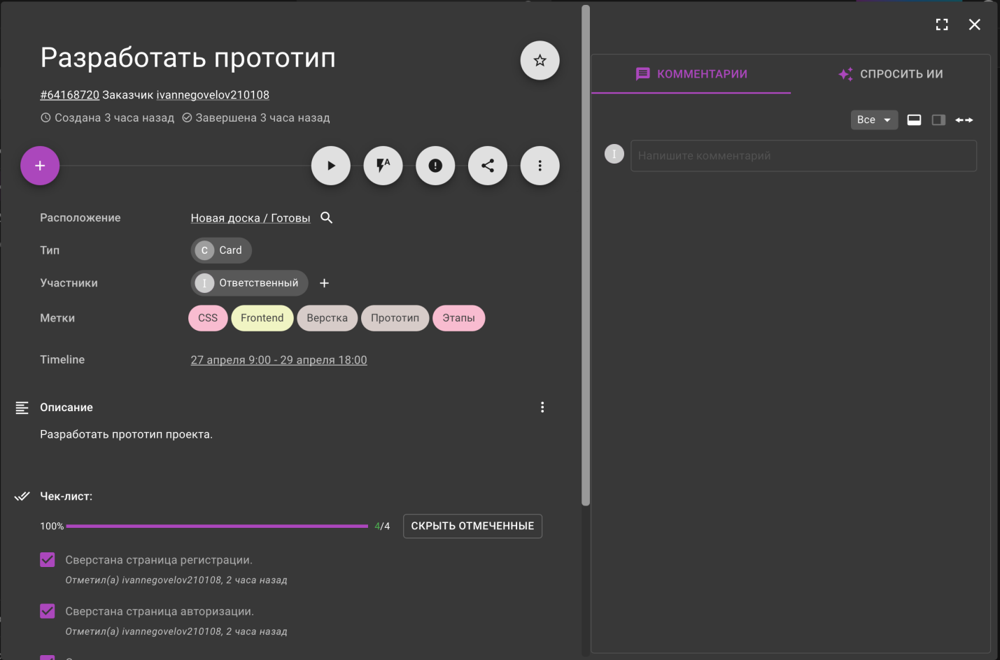 Разработать прототип
#64168720 Заказчик ivannegovelov210108
Создана 3 часа назад Завершена 3 часа назад
A
Расположение
Новая доска / Готовы
Тип
C Card
Участники
I Ответственный
Метки
CSS Frontend Верстка Прототип Этапы
Timeline
27 апреля 9:00 - 29 апреля 18:00
Описание
Разработать прототип проекта.
Чек-лист:
100% 4/4 СКРЫТЬ ОТМЕЧЕННЫЕ
Сверстана страница регистрации.
Отметил(а) ivannegovelov210108, 2 часа назад
Сверстана страница авторизации.
Отметил(а) ivannegovelov210108, 2 часа назад
КОММЕНТАРИИ
СПРОСИТЬ ИИ
Все
I
Напишите комментарий